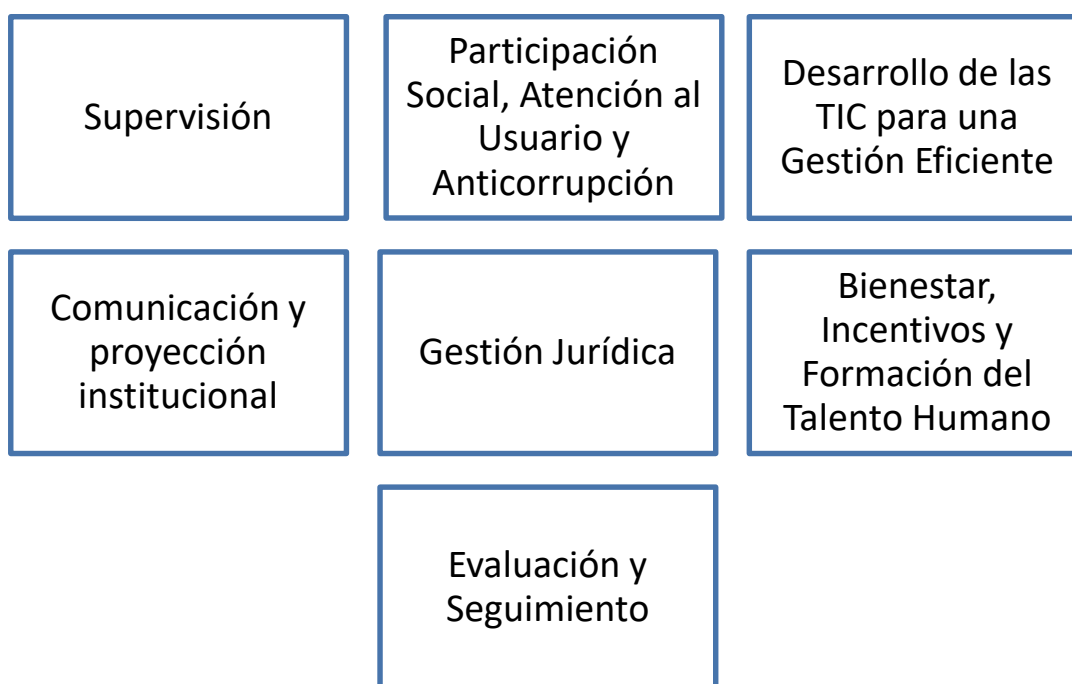 Supervisión
Participación
Social, Atención al
Usuario y
Anticorrupción
Desarrollo de las
TIC para una
Gestión Eficiente
Comunicación y
proyección
institucional
Gestión Jurídica
Bienestar,
Incentivos y
Formación del
Talento Humano
Evaluación y
Seguimiento